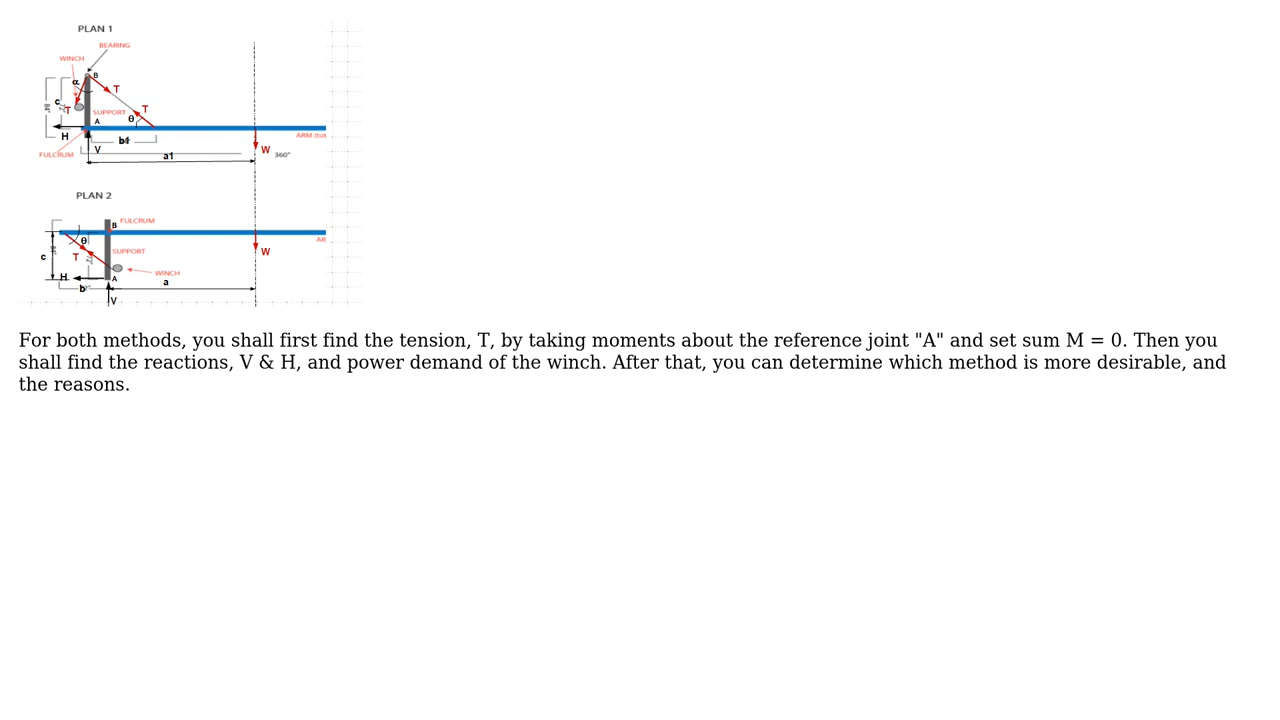 PLAN 1
BEARING
WINCH
B
α
T
c
T
T
SUPPORT
A
θ
H
V
b1
ARM
W
360"
FULCRUM
a1
PLAN 2
B
FULCRUM
θ
W
c
T
SUPPORT
H
A
WINCH
b
a
V
For both methods, you shall first find the tension, T, by taking moments about the reference joint "A" and set sum M = 0. Then you
shall find the reactions, V & H, and power demand of the winch. After that, you can determine which method is more desirable, and
the reasons.